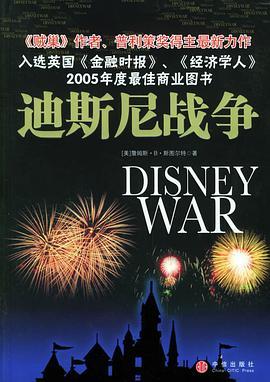 《贼巢》作者、普利策奖得主最新力作
入选英国《金融时报》、《经济学人》
2005年度最佳商业图书
迪斯尼战争
[美]詹姆斯·B·斯图尔特◎著
DISNEY
WAR
中信出版社
China CITIC Press